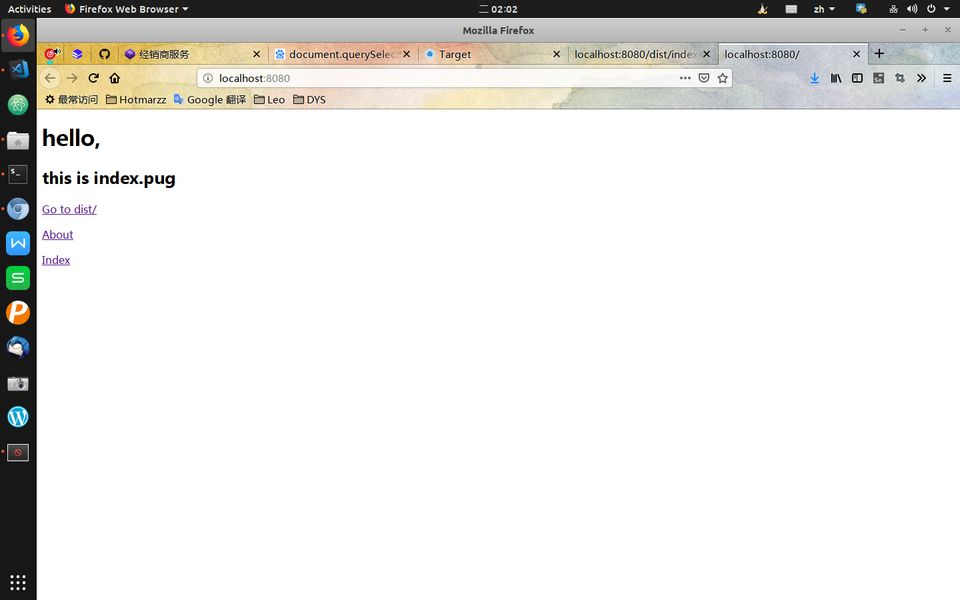 Activities Firefox Web Browser 二 02:02 zh
Mozilla Firefox
经销商服务 document.querySelec Target localhost:8080/dist/index localhost:8080/
localhost:8080
最常访问 Hotmarzz Google 翻译 Leo DYS
hello,
this is index.pug
Go to dist/
About
Index